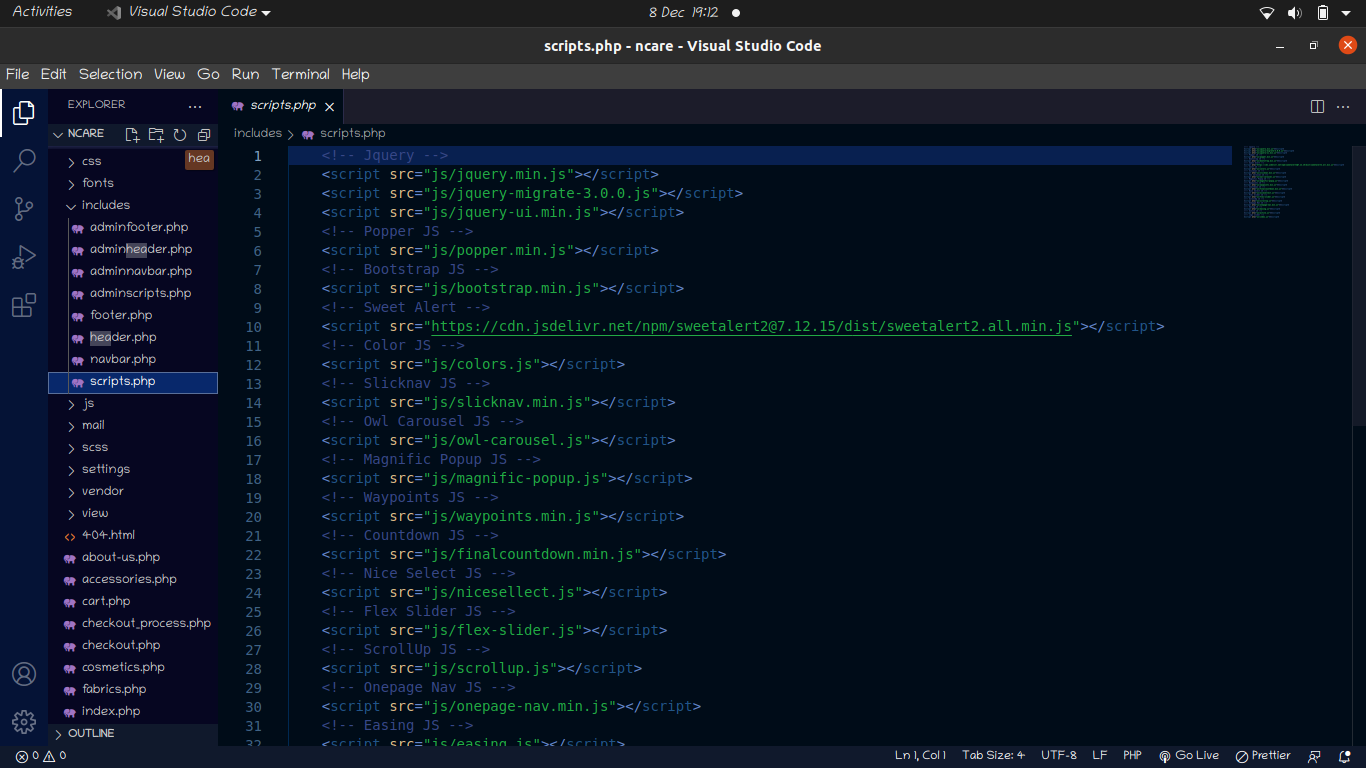 Activities Visual Studio Code 8 Dec 19:12
scripts.php - ncare - Visual Studio Code
File Edit Selection View Go Run Terminal Help
EXPLORER
NCARE
hea
css
fonts
includes
adminfooter.php
adminheader.php
adminnavbar.php
adminscripts.php
footer.php
header.php
navbar.php
scripts.php
js
mail
scss
settings
vendor
view
404.html
about-us.php
accessories.php
cart.php
checkout_process.php
checkout.php
cosmetics.php
fabrics.php
index.php
OUTLINE
scripts.php
includes > scripts.php
1 <!-- Jquery -->
2 <script src="js/jquery.min.js"></script>
3 <script src="js/jquery-migrate-3.0.0.js"></script>
4 <script src="js/jquery-ui.min.js"></script>
5 <!-- Popper JS -->
6 <script src="js/popper.min.js"></script>
7 <!-- Bootstrap JS -->
8 <script src="js/bootstrap.min.js"></script>
9 <!-- Sweet Alert -->
10 <script src="https://cdn.jsdelivr.net/npm/sweetalert2@7.12.15/dist/sweetalert2.all.min.js"></script>
11 <!-- Color JS -->
12 <script src="js/colors.js"></script>
13 <!-- Slicknav JS -->
14 <script src="js/slicknav.min.js"></script>
15 <!-- Owl Carousel JS -->
16 <script src="js/owl-carousel.js"></script>
17 <!-- Magnific Popup JS -->
18 <script src="js/magnific-popup.js"></script>
19 <!-- Waypoints JS -->
20 <script src="js/waypoints.min.js"></script>
21 <!-- Countdown JS -->
22 <script src="js/finalcountdown.min.js"></script>
23 <!-- Nice Select JS -->
24 <script src="js/nicesellect.js"></script>
25 <!-- Flex Slider JS -->
26 <script src="js/flex-slider.js"></script>
27 <!-- ScrollUp JS -->
28 <script src="js/scrollup.js"></script>
29 <!-- Onepage Nav JS -->
30 <script src="js/onepage-nav.min.js"></script>
31 <!-- Easing JS -->
32 <script src="js/easing.js"></script>
0 0 Ln 1, Col 1 Tab Size: 4 UTF-8 LF PHP Go Live Prettier